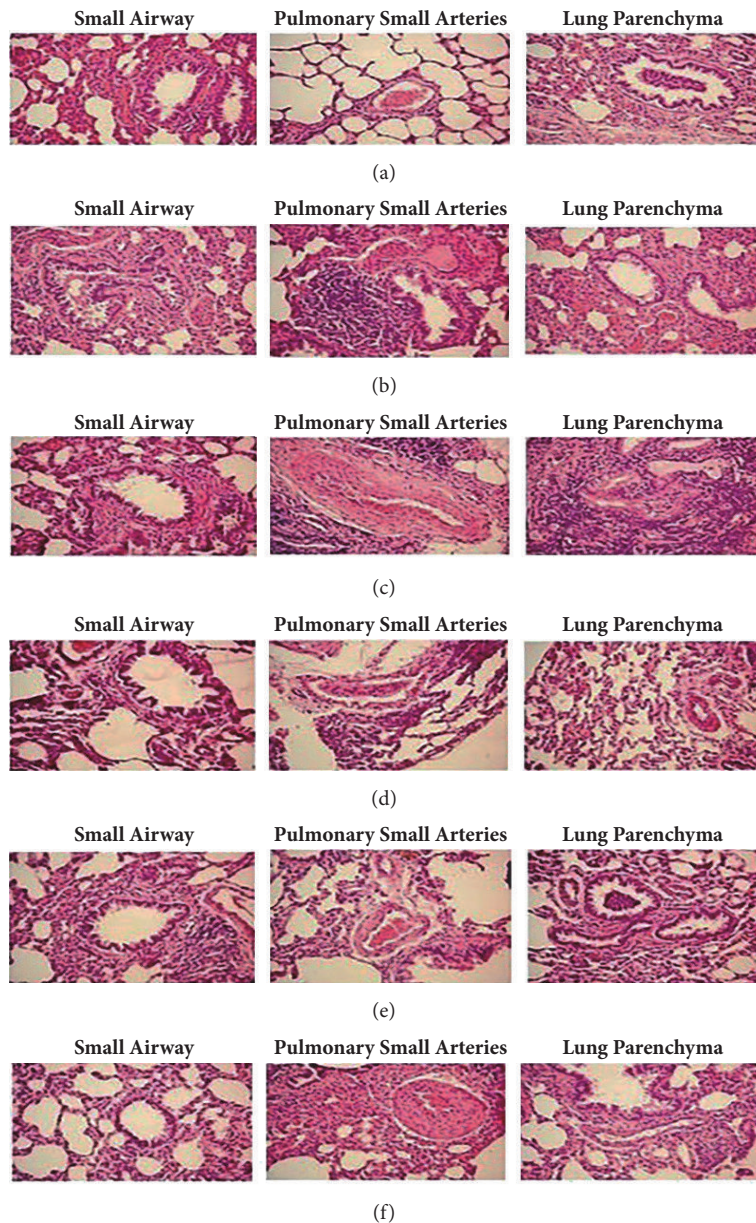 Small Airway Pulmonary Small Arteries Lung Parenchyma
(a)
Small Airway Pulmonary Small Arteries Lung Parenchyma
(b)
Small Airway Pulmonary Small Arteries Lung Parenchyma
(c)
Small Airway Pulmonary Small Arteries Lung Parenchyma
(d)
Small Airway Pulmonary Small Arteries Lung Parenchyma
(e)
Small Airway Pulmonary Small Arteries Lung Parenchyma
(f)